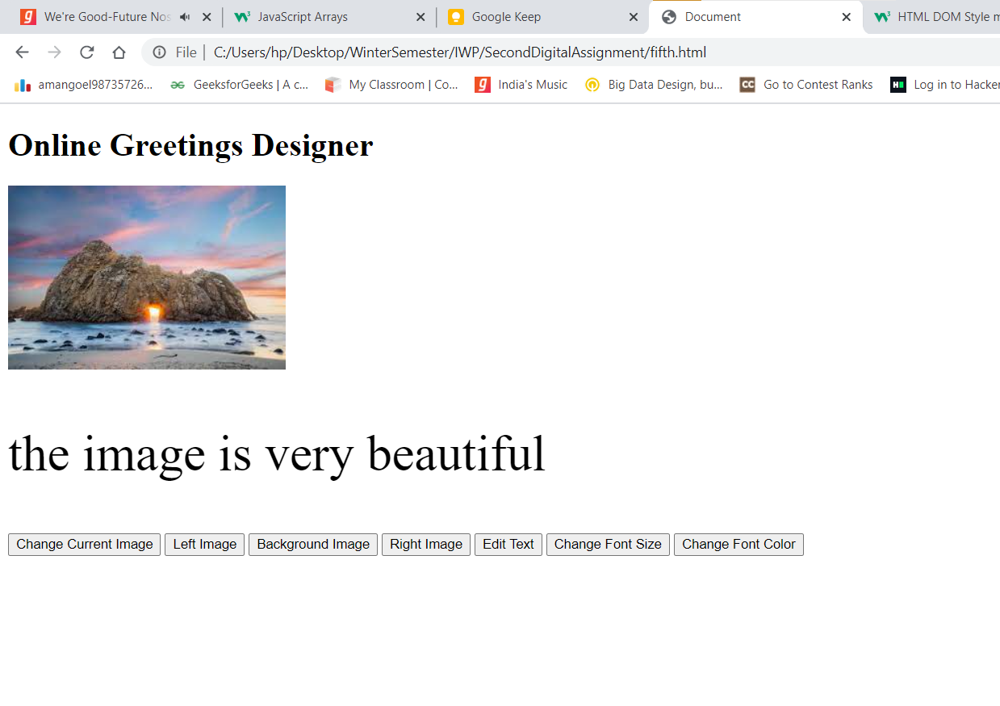 We're Good-Future Nos
JavaScript Arrays
Google Keep
Document
HTML DOM Style m
File
C:/Users/hp/Desktop/WinterSemester/IWP/SecondDigitalAssignment/fifth.html
amangoel98735726...
GeeksforGeeks | A c...
My Classroom | Co...
India's Music
Big Data Design, bu...
Go to Contest Ranks
Log in to Hacker
Online Greetings Designer
the image is very beautiful
Change Current Image
Left Image
Background Image
Right Image
Edit Text
Change Font Size
Change Font Color